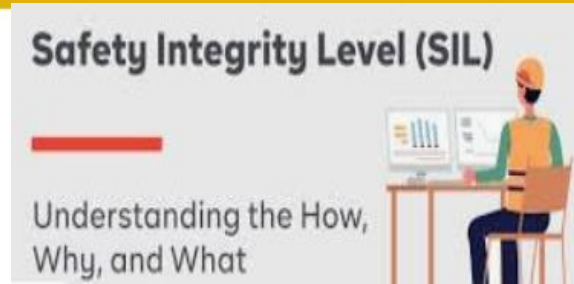 Safety Integrity Level (SIL)
Understanding the How,
Why, and What